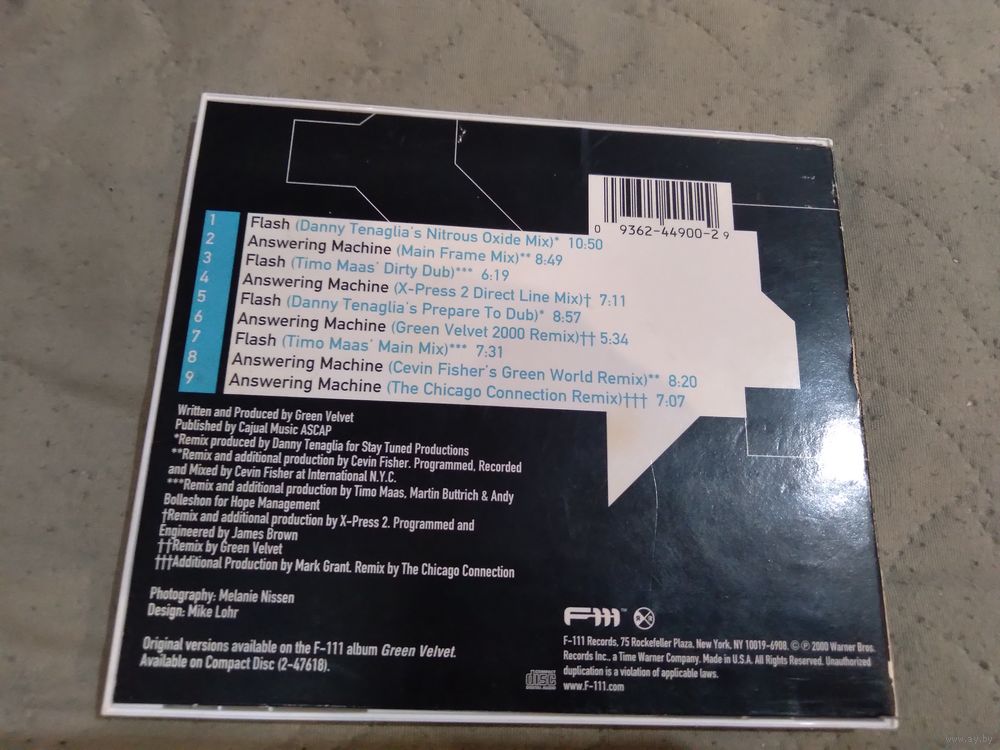 0 9362-44900-2 9
1 Flash (Danny Tenaglia's Nitrous Oxide Mix)* 10:50
2 Answering Machine (Main Frame Mix)** 8:49
3 Flash (Timo Maas' Dirty Dub)*** 6:19
4 Answering Machine (X-Press 2 Direct Line Mix)† 7:11
5 Flash (Danny Tenaglia's Prepare To Dub)* 8:57
6 Answering Machine (Green Velvet 2000 Remix)†† 5:34
7 Flash (Timo Maas' Main Mix)*** 7:31
8 Answering Machine (Cevin Fisher's Green World Remix)** 8:20
9 Answering Machine (The Chicago Connection Remix)††† 7:07
Written and Produced by Green Velvet
Published by Cajual Music ASCAP
*Remix produced by Danny Tenaglia for Stay Tuned Productions
**Remix and additional production by Cevin Fisher. Programmed, Recorded
and Mixed by Cevin Fisher at International N.Y.C.
***Remix and additional production by Timo Maas, Martin Buttrich & Andy
Bolleshon for Hope Management
†Remix and additional production by X-Press 2. Programmed and
Engineered by James Brown
††Remix by Green Velvet
†††Additional Production by Mark Grant. Remix by The Chicago Connection
Photography: Melanie Nissen
Design: Mike Lohr
Original versions available on the F-111 album Green Velvet.
Available on Compact Disc (2-47618).
COMPACT
disc
DIGITAL AUDIO
F-111™
F-111 Records, 75 Rockefeller Plaza, New York, NY 10019-6908. © ℗ 2000 Warner Bros.
Records Inc., a Time Warner Company. Made in U.S.A. All Rights Reserved. Unauthorized
duplication is a violation of applicable laws.
www.F-111.com
www.ay.by